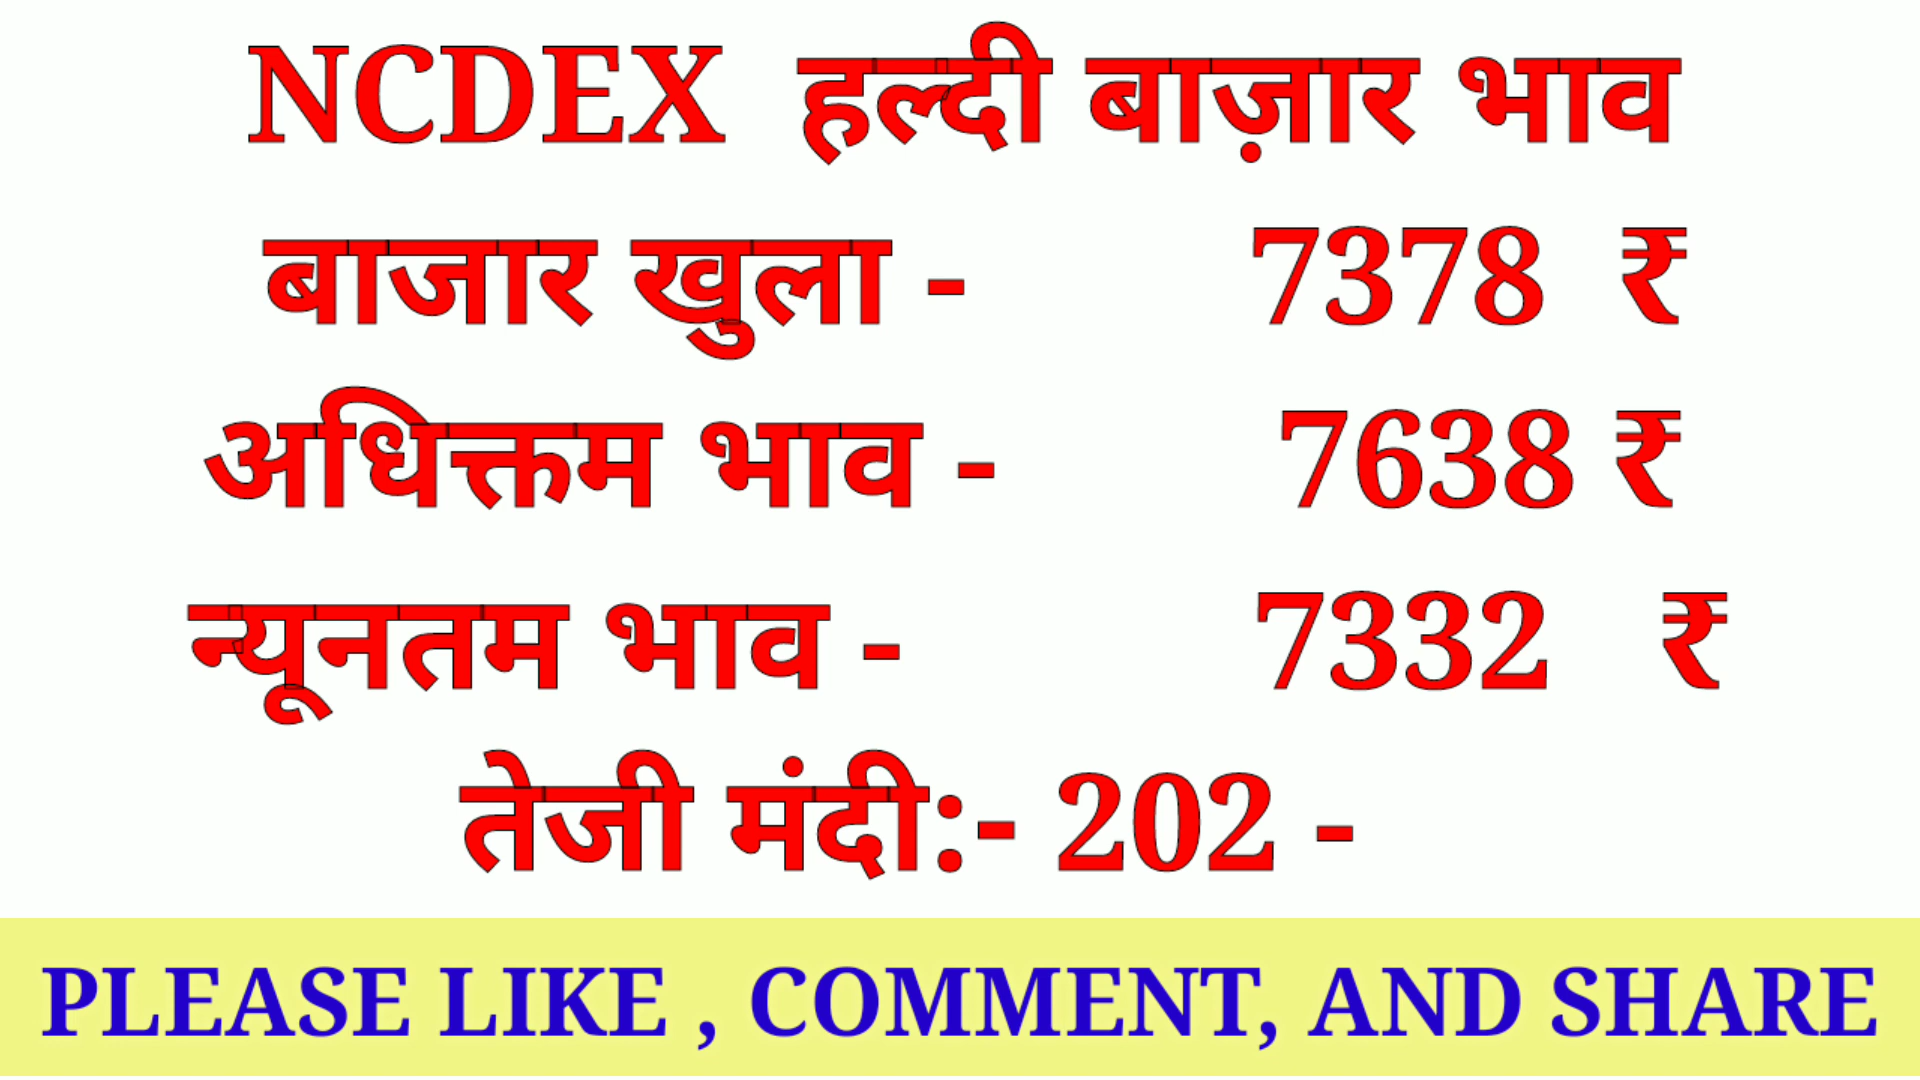 NCDEX हल्दी बाज़ार भाव
बाजार खुला - 7378 ₹
अधिक्तम भाव - 7638 ₹
न्यूनतम भाव - 7332 ₹
तेजी मंदी:- 202 -
PLEASE LIKE , COMMENT, AND SHARE